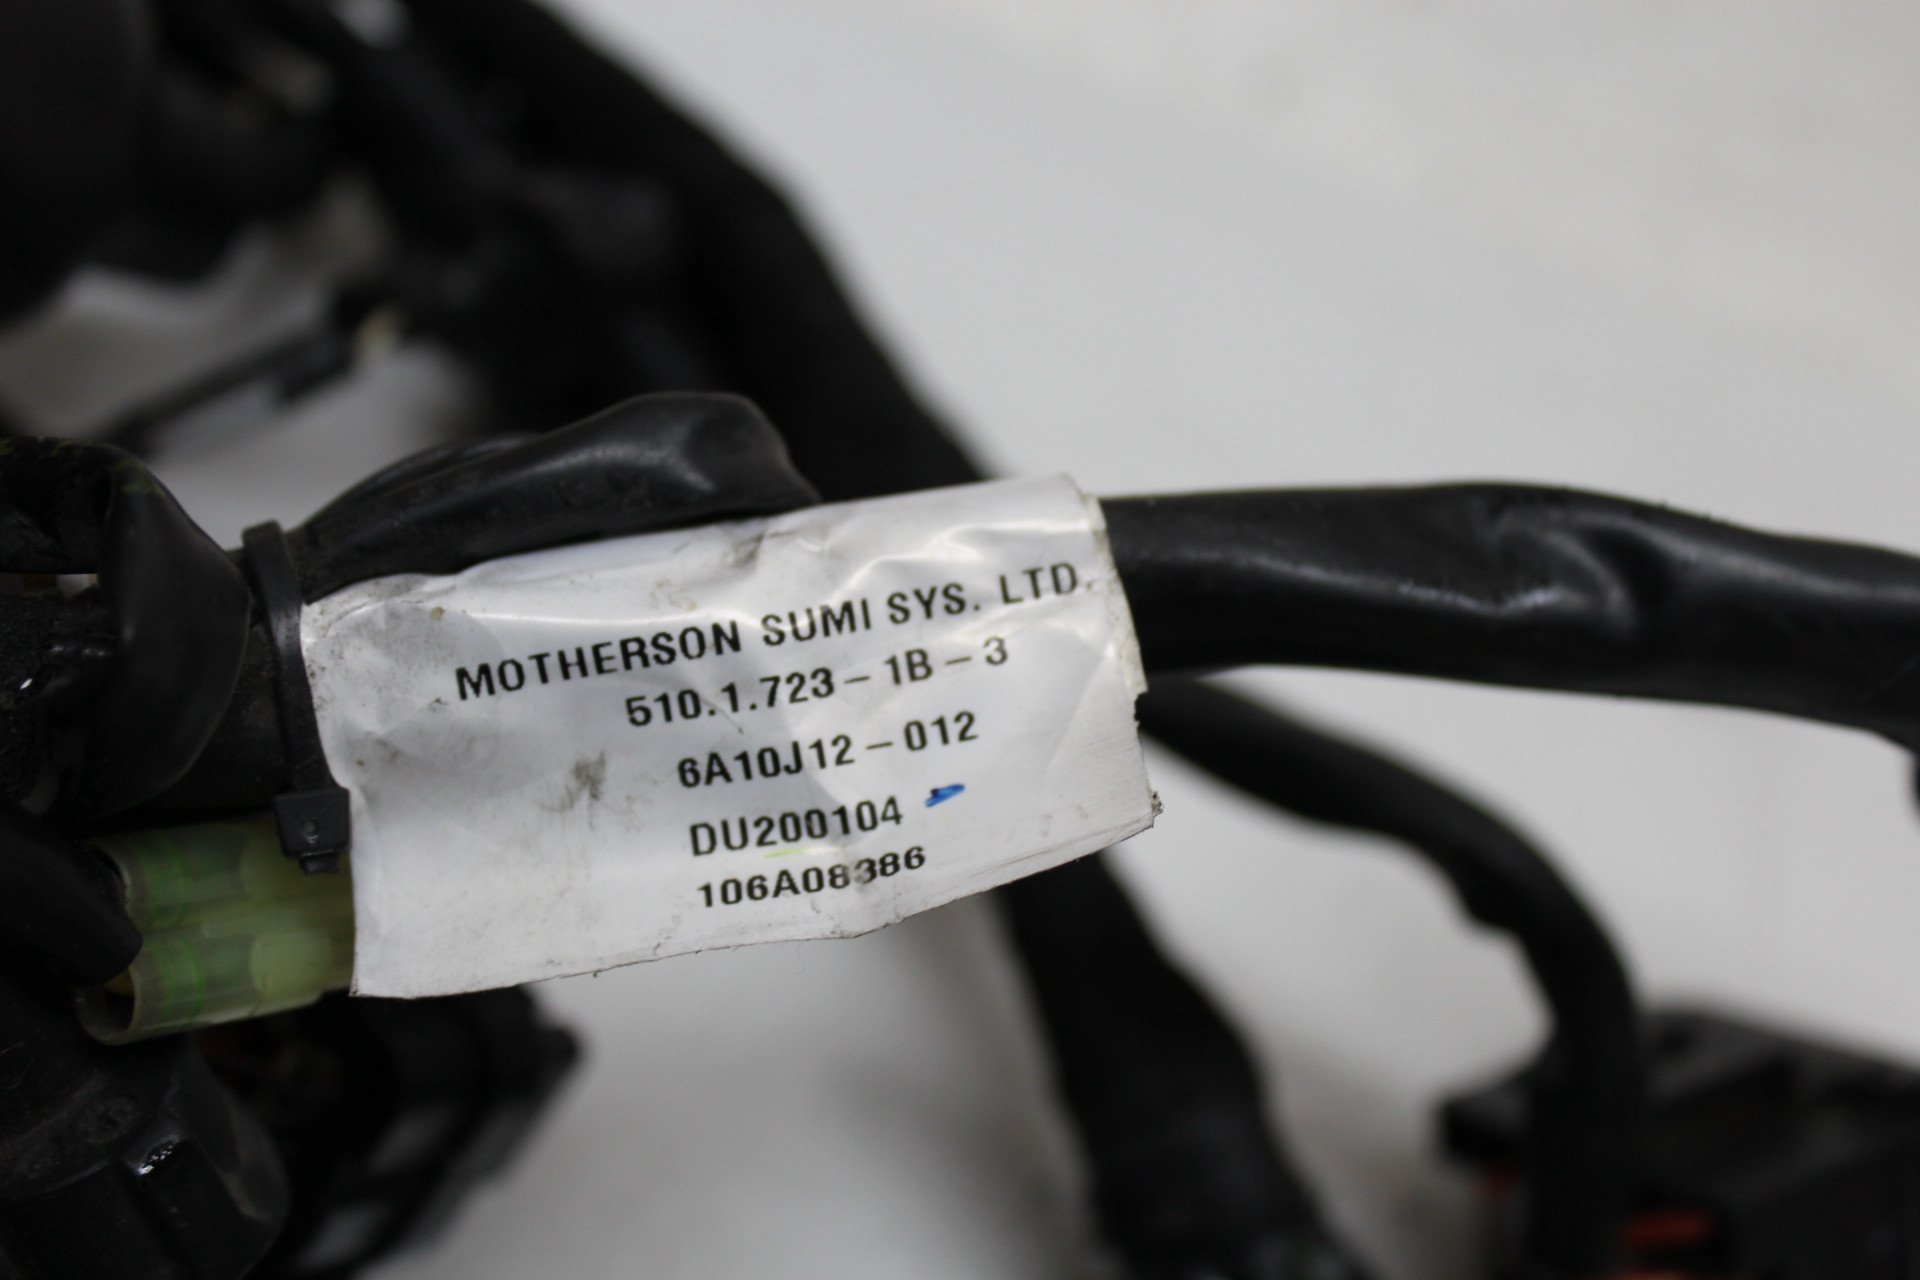 MOTHERSON SUMI SYS. LTD.
510.1.723-1B-3
6A10J12-012
DU200104
106A08386